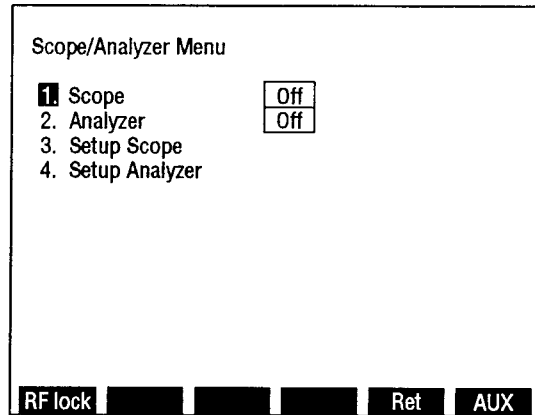 Scope/Analyzer Menu
1. Scope Off
2. Analyzer Off
3. Setup Scope
4. Setup Analyzer
RF lock Ret AUX